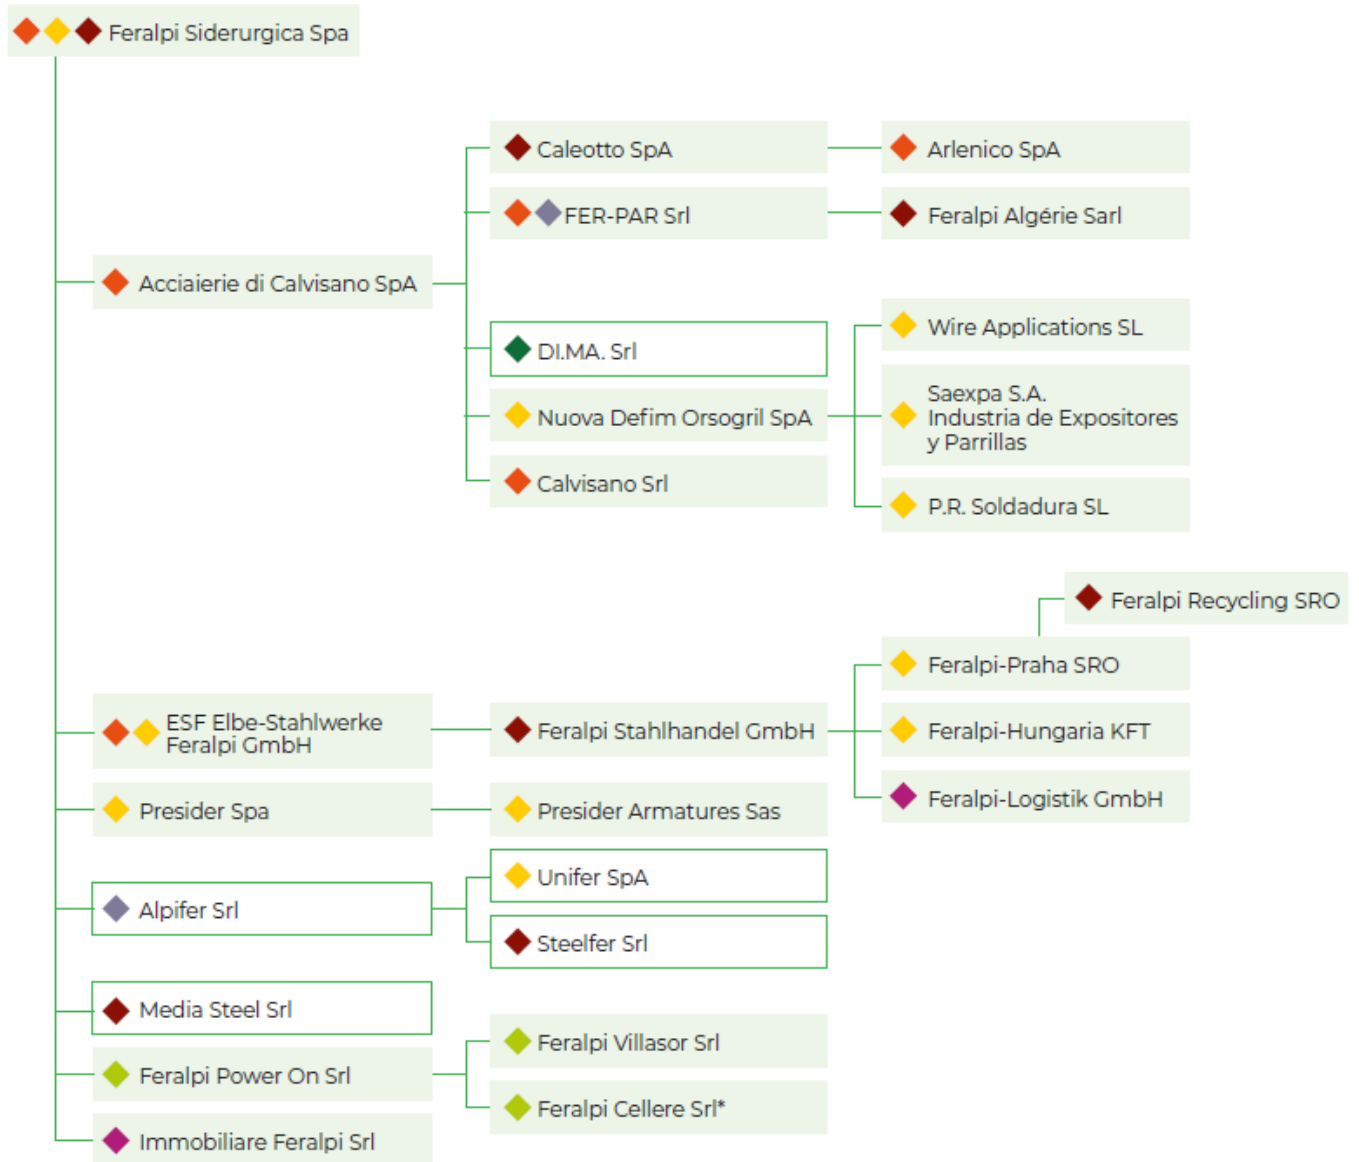 Feralpi Siderurgica Spa
Caleotto SpA
Arlenico SpA
FER-PAR Srl
Feralpi Algérie Sarl
Acciaierie di Calvisano SpA
Wire Applications SL
DI.MA. Srl
Saexpa S.A.
Industria de Expositores
y Parrillas
Nuova Defim Orsogril SpA
Calvisano Srl
P.R. Soldadura SL
Feralpi Recycling SRO
Feralpi-Praha SRO
ESF Elbe-Stahlwerke
Feralpi GmbH
Feralpi Stahlhandel GmbH
Feralpi-Hungaria KFT
Feralpi-Logistik GmbH
Presider Spa
Presider Armatures Sas
Unifer SpA
Alpifer Srl
Steelfer Srl
Media Steel Srl
Feralpi Villasor Srl
Feralpi Power On Srl
Feralpi Cellere Srl*
Immobiliare Feralpi Srl